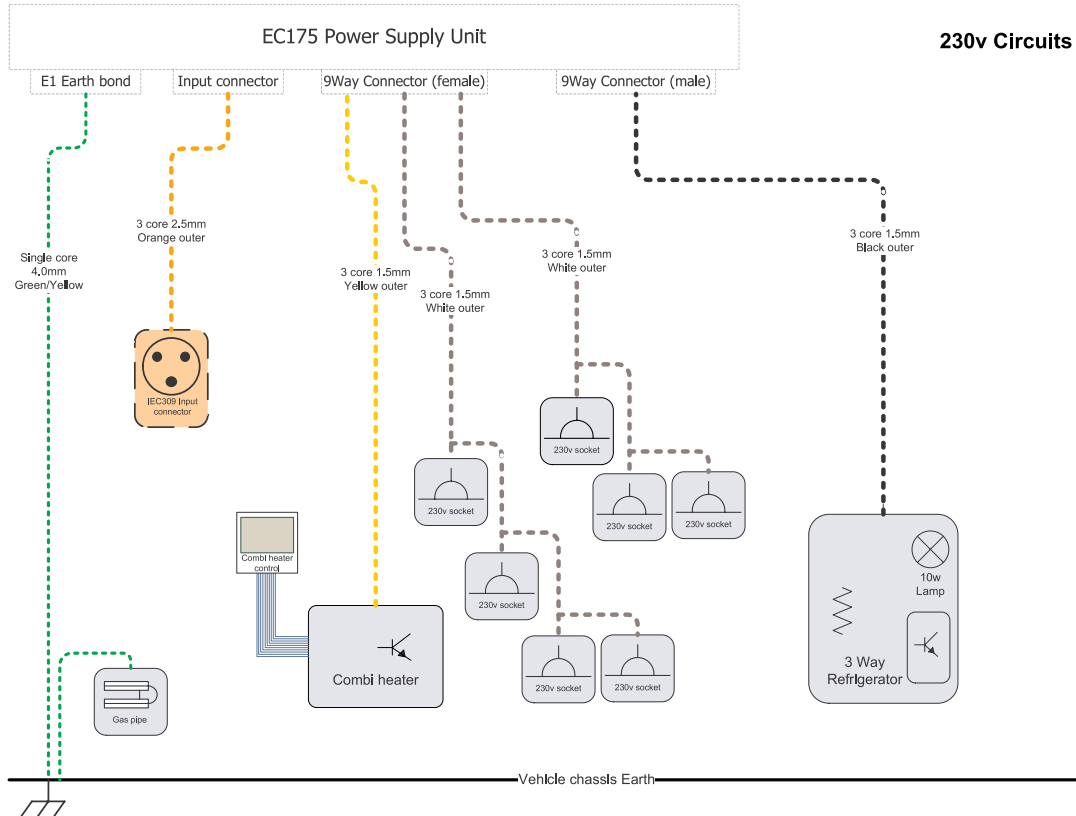 EC175 Power Supply Unit
230v Circuits
E1 Earth bond
Input connector
9Way Connector (female)
9Way Connector (male)
3 core 2.5mm
Orange outer
Single core
4.0mm
Green/Yellow
3 core 1.5mm
Yellow outer
3 core 1.5mm
White outer
3 core 1.5mm
White outer
3 core 1.5mm
Black outer
IEC309 Input
connector
230v socket
230v socket
230v socket
230v socket
230v socket
230v socket
230v socket
Combi heater
control
Combi heater
10w
Lamp
3 Way
Refrigerator
Gas pipe
Vehicle chassis Earth